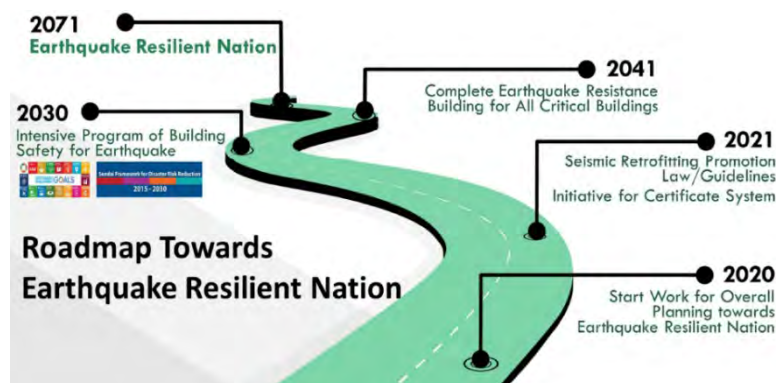 2071
Earthquake Resilient Nation
2041
Complete Earthquake Resistance
Building for All Critical Buildings
2030
Intensive Program of Building
Safety for Earthquake
GOALS
Sendai Framework for Disaster Risk Reduction
2015 - 2030
2021
Seismic Retrofitting Promotion
Law/Guidelines
Initiative for Certificate System
Roadmap Towards
Earthquake Resilient Nation
2020
Start Work for Overall
Planning towards
Earthquake Resilient Nation